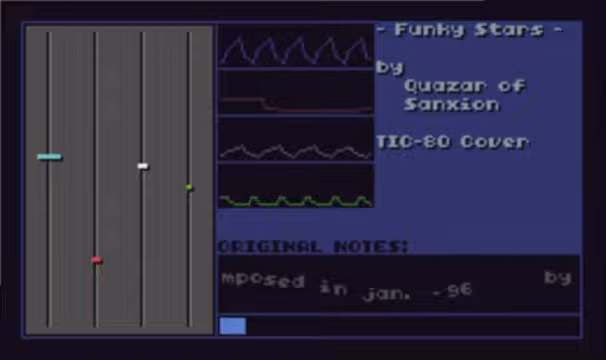 - Funky Stars -
by
Quazar of
Sanxion
TIC-80 Cover
ORIGINAL NOTES:
mposed in jan. -96 by